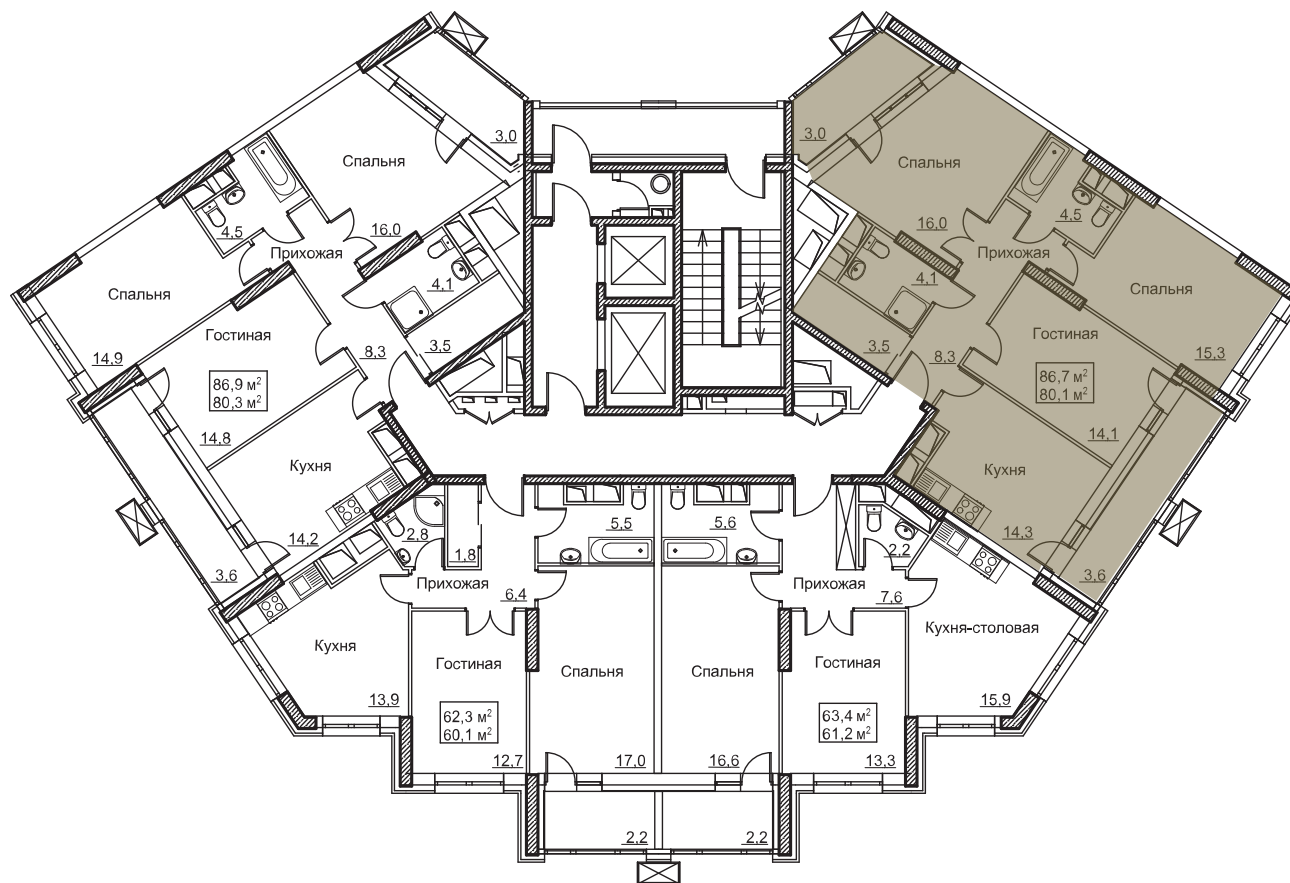 3,0
Спальня
16,0
4,5
Прихожая
4,1
Спальня
14,9
Гостиная
86,9 м²
80,3 м²
14,8
8,3
3,5
Кухня
14,2
3,6
3,0
Спальня
16,0
4,5
Прихожая
4,1
Спальня
15,3
Гостиная
86,7 м²
80,1 м²
14,1
8,3
3,5
Кухня
14,3
3,6
2,8
1,8
5,5
Прихожая
6,4
Кухня
13,9
Гостиная
62,3 м²
60,1 м²
12,7
Спальня
17,0
2,2
5,6
2,2
Прихожая
7,6
Кухня-столовая
15,9
Спальня
16,6
Гостиная
63,4 м²
61,2 м²
13,3
2,2